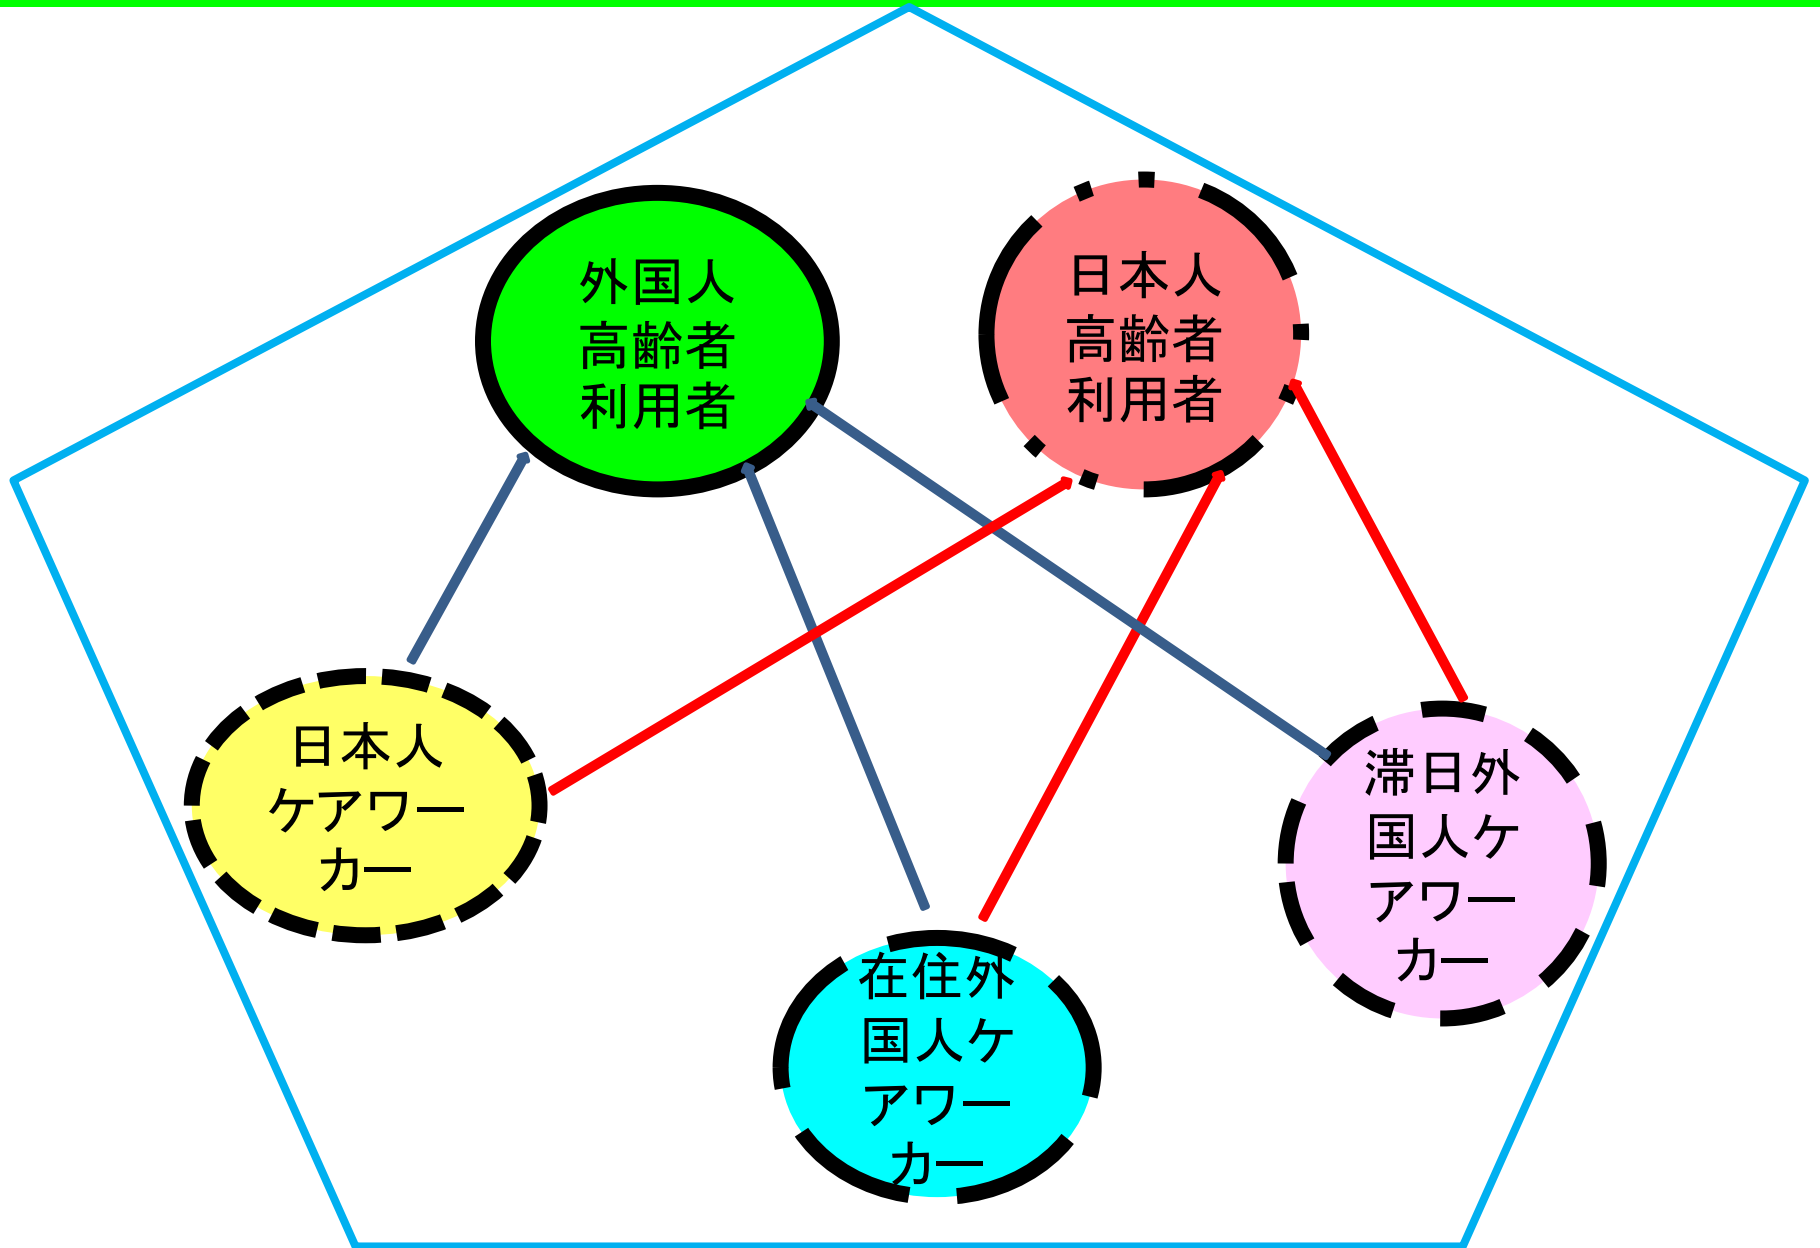 外国人
高齢者
利用者
日本人
高齢者
利用者
日本人
ケアワー
カー
在住外
国人ケ
アワー
カー
滞日外
国人ケ
アワー
カー